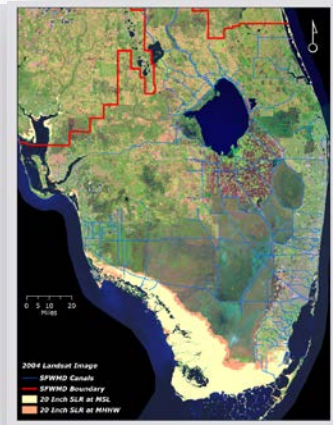 0 5 10 20
Miles
2004 Landsat Image
SFWMD Canals
SFWMD Boundary
20 Inch SLR at MSL
20 Inch SLR at MHHW